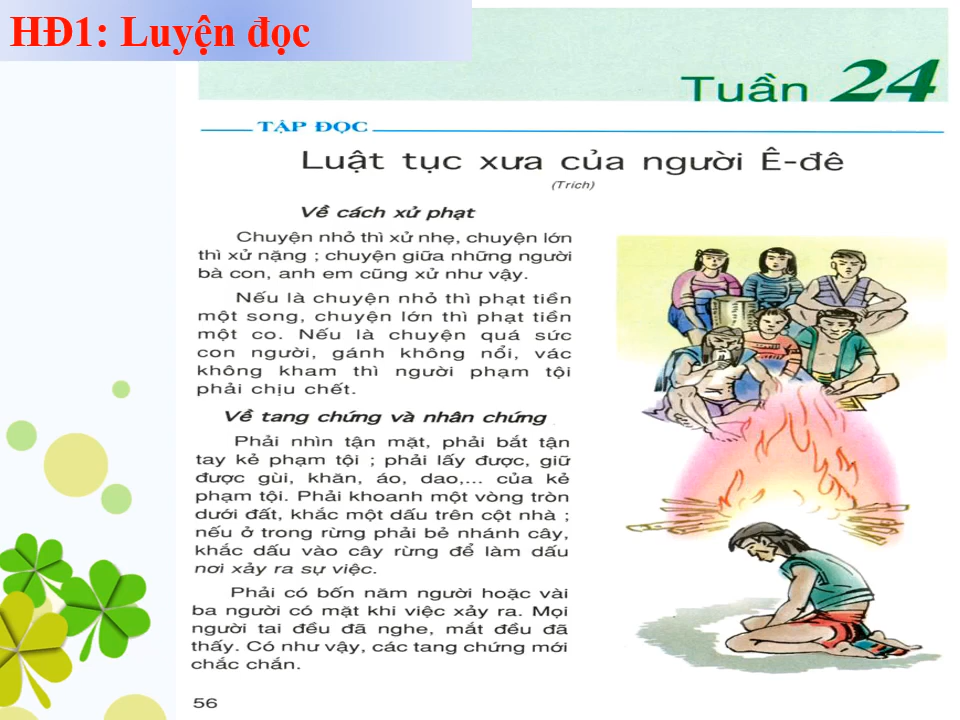 HĐ1: Luyện đọc
Tuần 24
TẬP ĐỌC
Luật tục xưa của người Ê-đê
(Trích)
Về cách xử phạt
Chuyện nhỏ thì xử nhẹ, chuyện lớn
thì xử nặng ; chuyện giữa những người
bà con, anh em cũng xử như vậy.
Nếu là chuyện nhỏ thì phạt tiền
một song, chuyện lớn thì phạt tiền
một co. Nếu là chuyện quá sức
con người, gánh không nổi, vác
không kham thì người phạm tội
phải chịu chết.
Về tang chứng và nhân chứng
Phải nhìn tận mặt, phải bắt tận
tay kẻ phạm tội ; phải lấy được, giữ
được gùi, khăn, áo, dao,... của kẻ
phạm tội. Phải khoanh một vòng tròn
dưới đất, khắc một dấu trên cột nhà ;
nếu ở trong rừng phải bẻ nhánh cây,
khắc dấu vào cây rừng để làm dấu
nơi xảy ra sự việc.
Phải có bốn năm người hoặc vài
ba người có mặt khi việc xảy ra. Mọi
người tai đều đã nghe, mắt đều đã
thấy. Có như vậy, các tang chứng mới
chắc chắn.
56